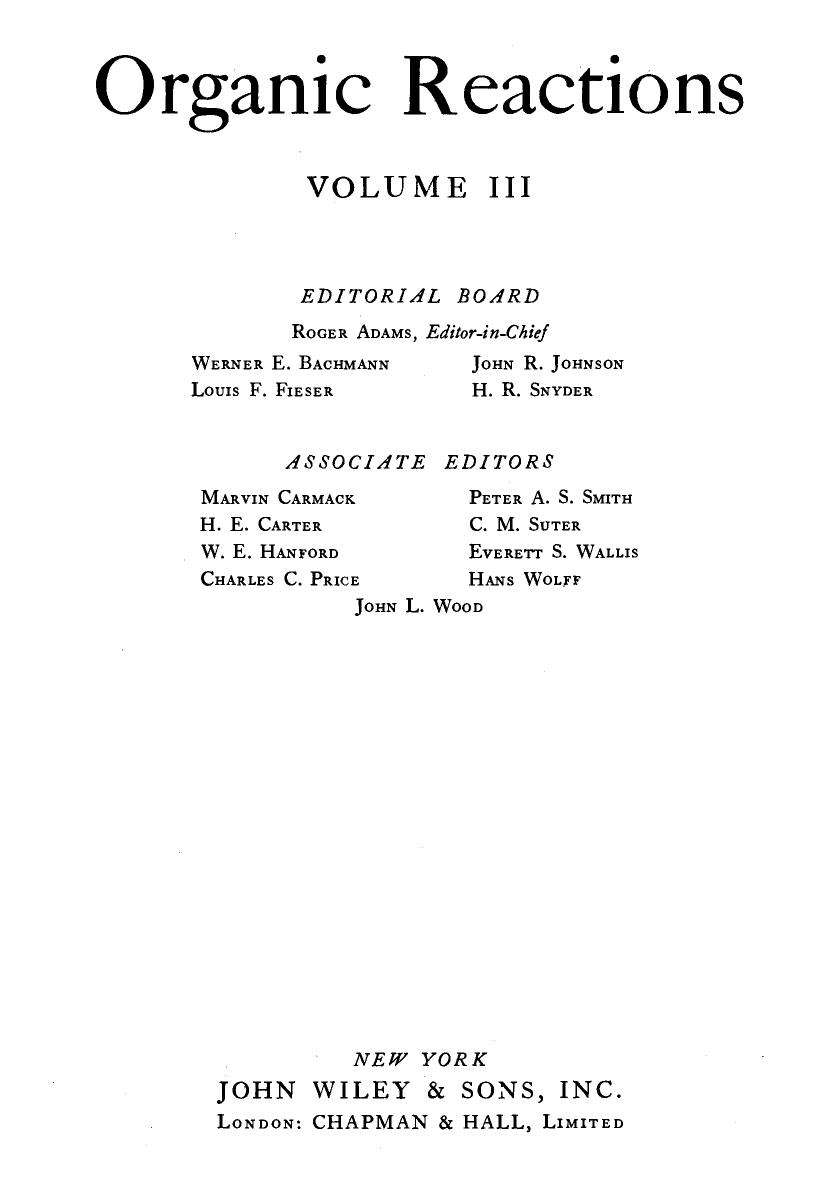 Organic Reactions
VOLUME III
EDITORIAL BOARD
ROGER ADAMS, Editor-in-Chief
WERNER E. BACHMANN JOHN R. JOHNSON
LOUIS F. FIESER H. R. SNYDER
ASSOCIATE EDITORS
MARVIN CARMACK PETER A. S. SMITH
H. E. CARTER C. M. SUTER
W. E. HANFORD EVERETT S. WALLIS
CHARLES C. PRICE HANS WOLFF
JOHN L. WOOD
NEW YORK
JOHN WILEY & SONS, INC.
LONDON: CHAPMAN & HALL, LIMITED